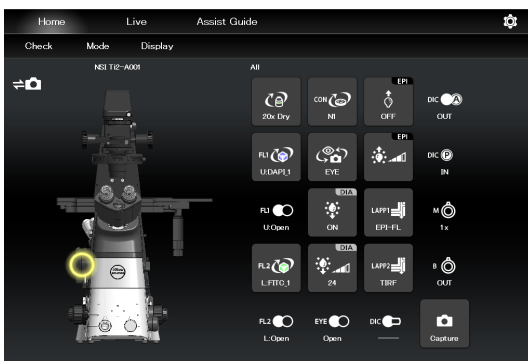 Home Live Assist Guide
Check Mode Display
NSI Ti2-A001
All
20x Dry
CON
N1
EPI
OFF
DIC A
OUT
FL1
U:DAPI_1
EYE
EPI
DIC P
IN
FL1
U:Open
DIA
ON
LAPP1
EPI-FL
M
1x
FL2
L:FITC_1
DIA
24
LAPP2
TIRF
B
OUT
FL2
L:Open
EYE
Open
DIC
Capture